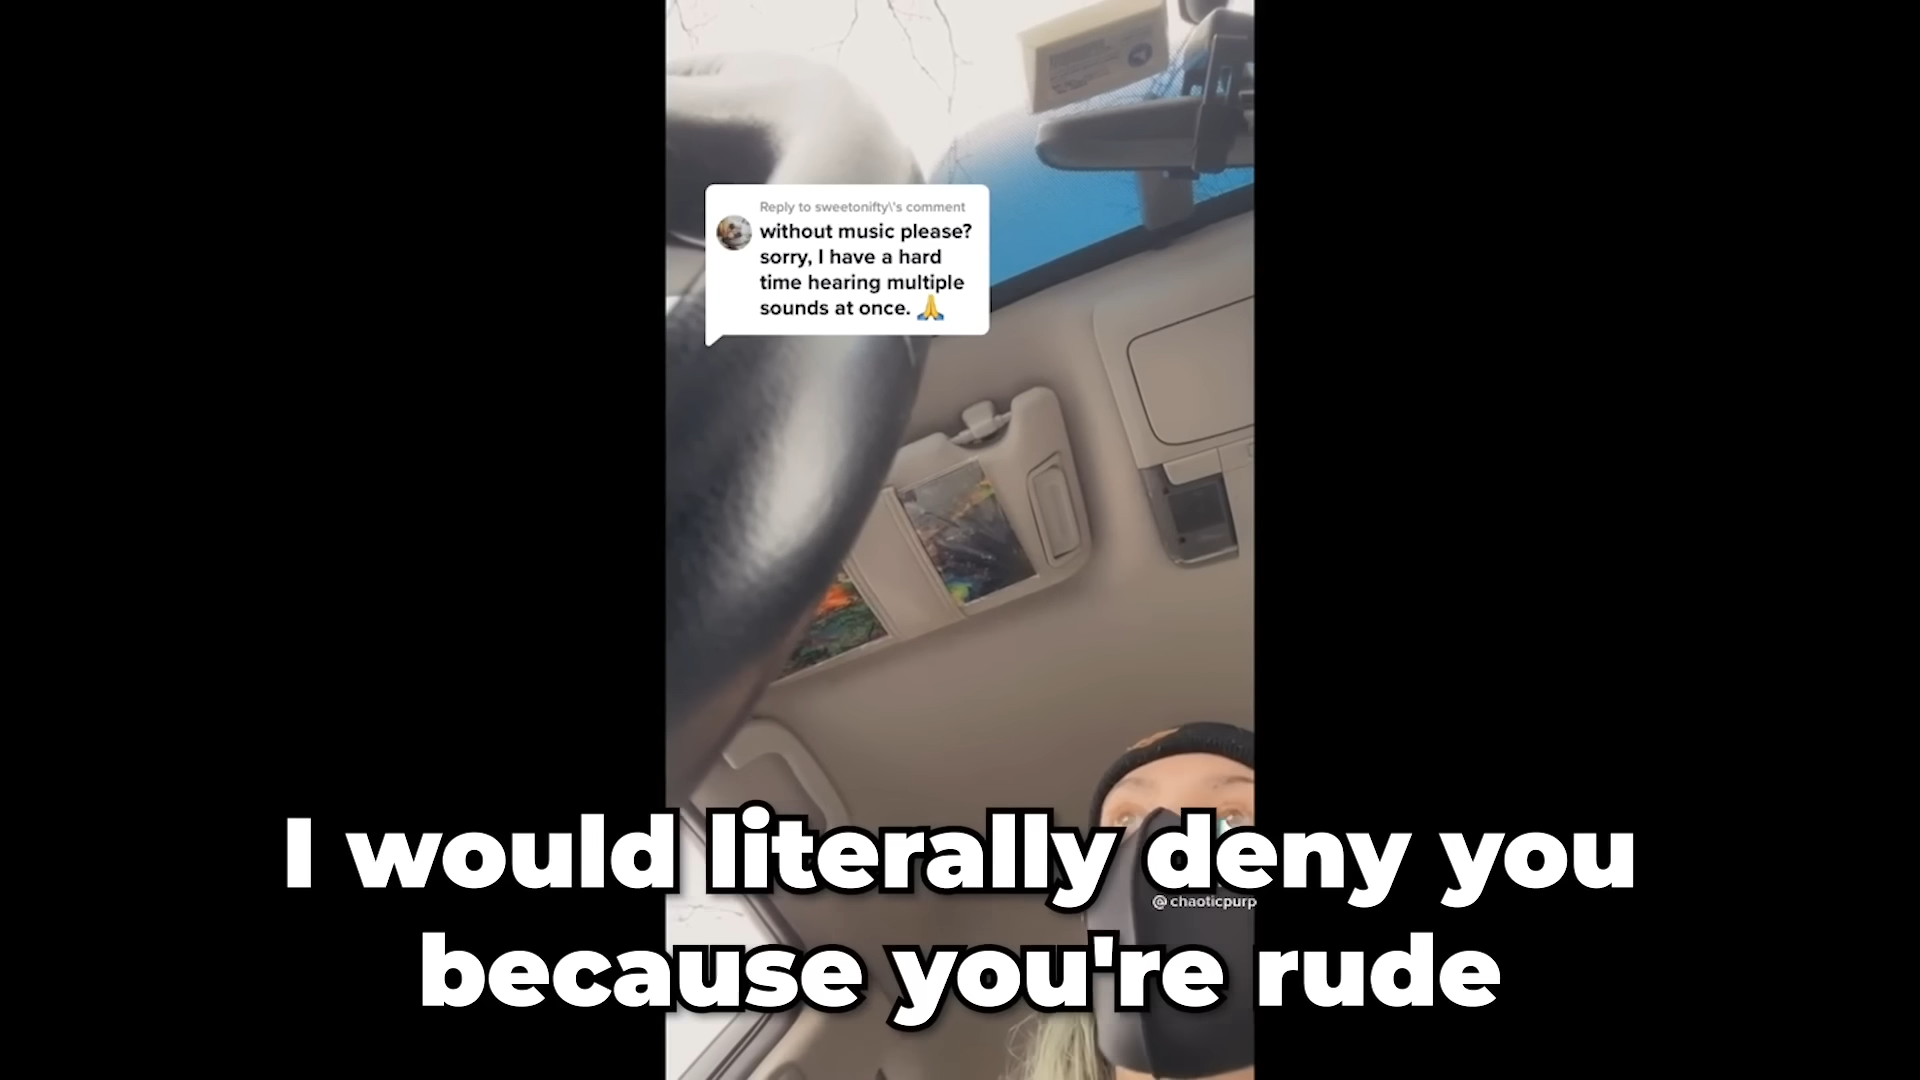 Reply to sweetonifty\'s comment
without music please?
sorry, I have a hard
time hearing multiple
sounds at once. 🙏
I would literally deny you
@chaoticpurp
because you're rude